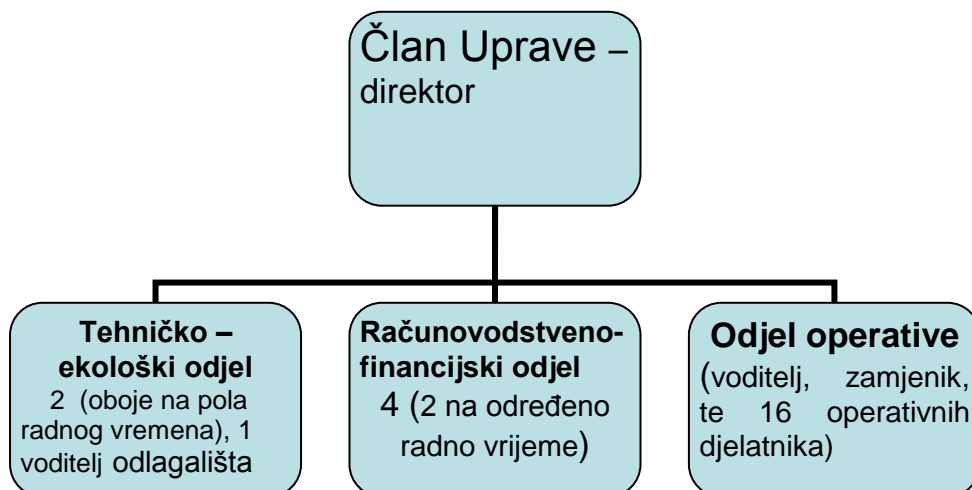 Član Uprave –
direktor
Tehničko –
ekološki odjel
2 (oboje na pola
radnog vremena), 1
voditelj odlagališta
Računovodstveno-
financijski odjel
4 (2 na određeno
radno vrijeme)
Odjel operative
(voditelj, zamjenik,
te 16 operativnih
djelatnika)